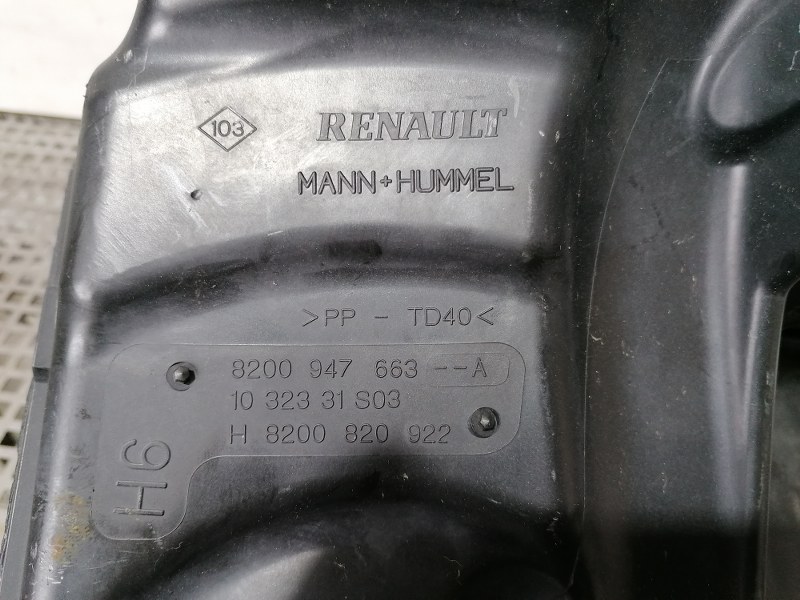 103 RENAULT
MANN+HUMMEL
>PP - TD40<
8200 947 663 --A
10 323 31 S03
H 8200 820 922
H6